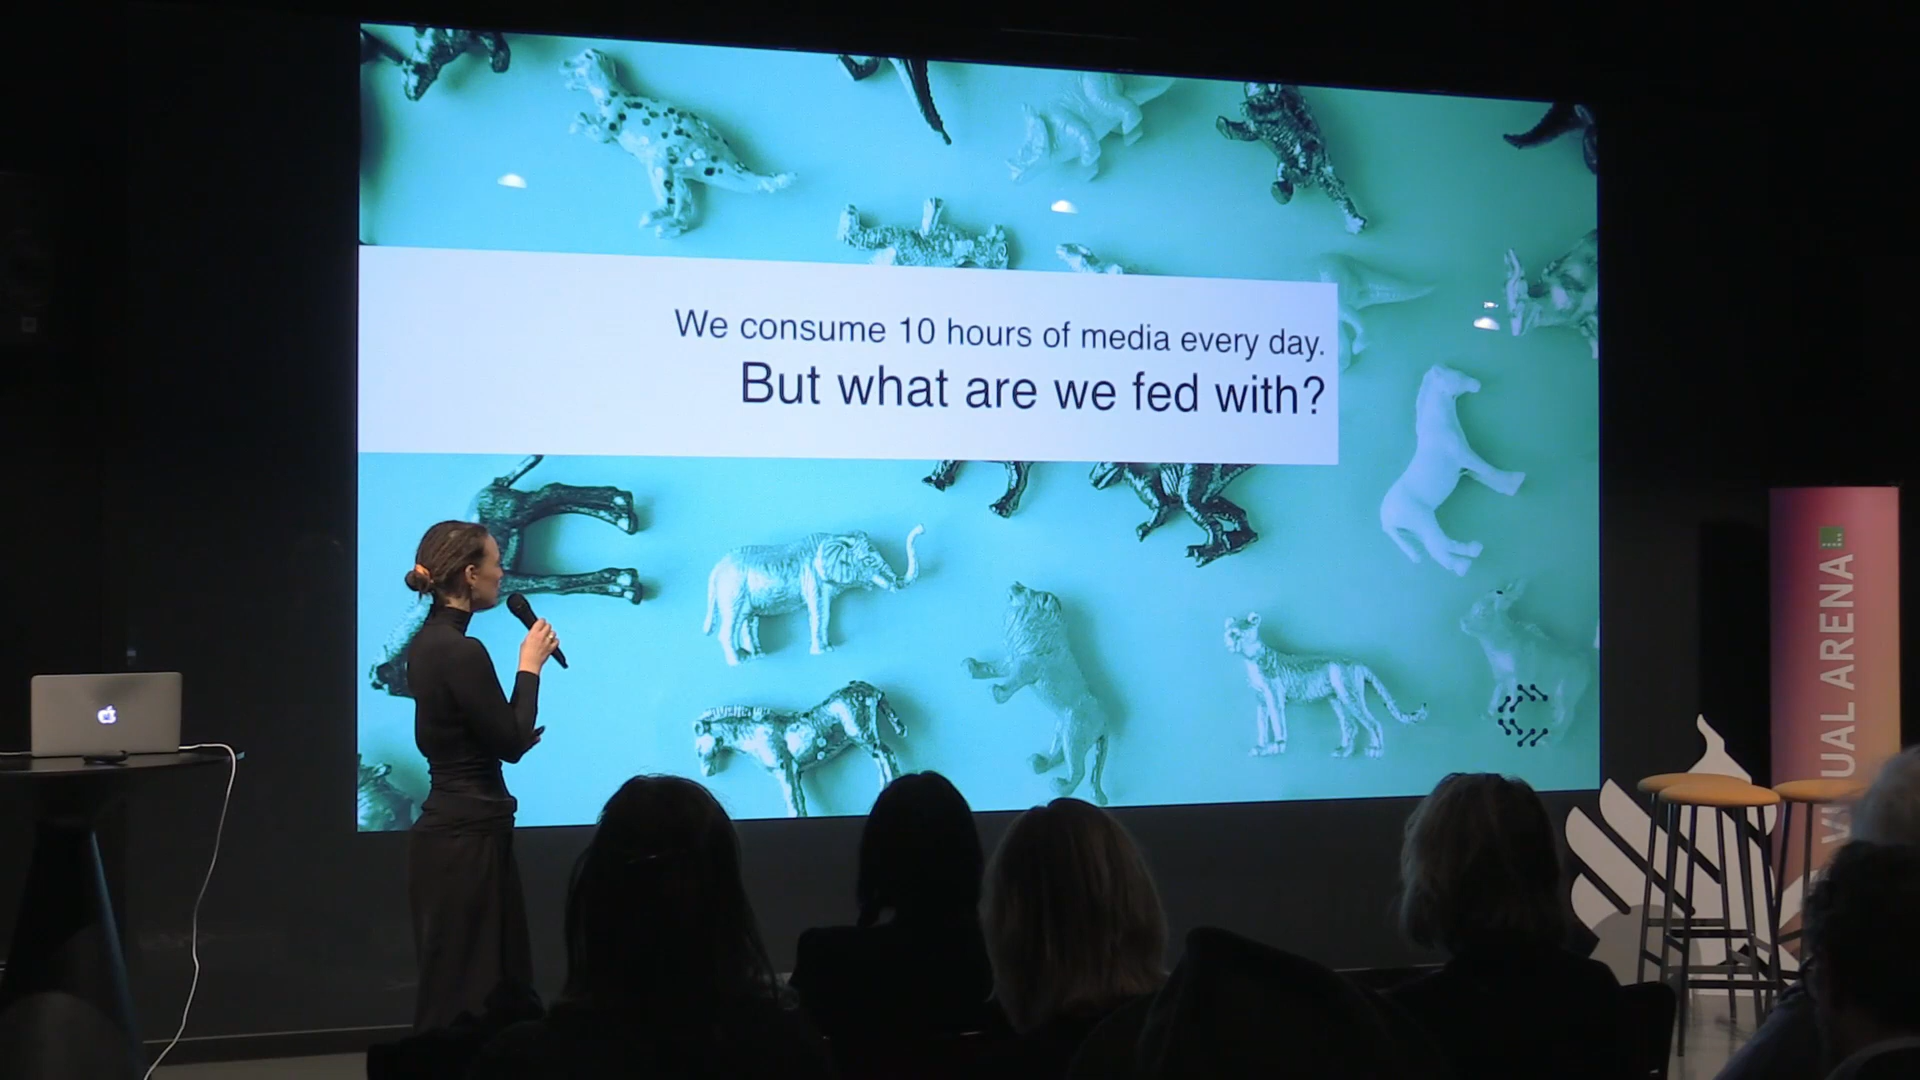 We consume 10 hours of media every day.
But what are we fed with?
VISUAL ARENA